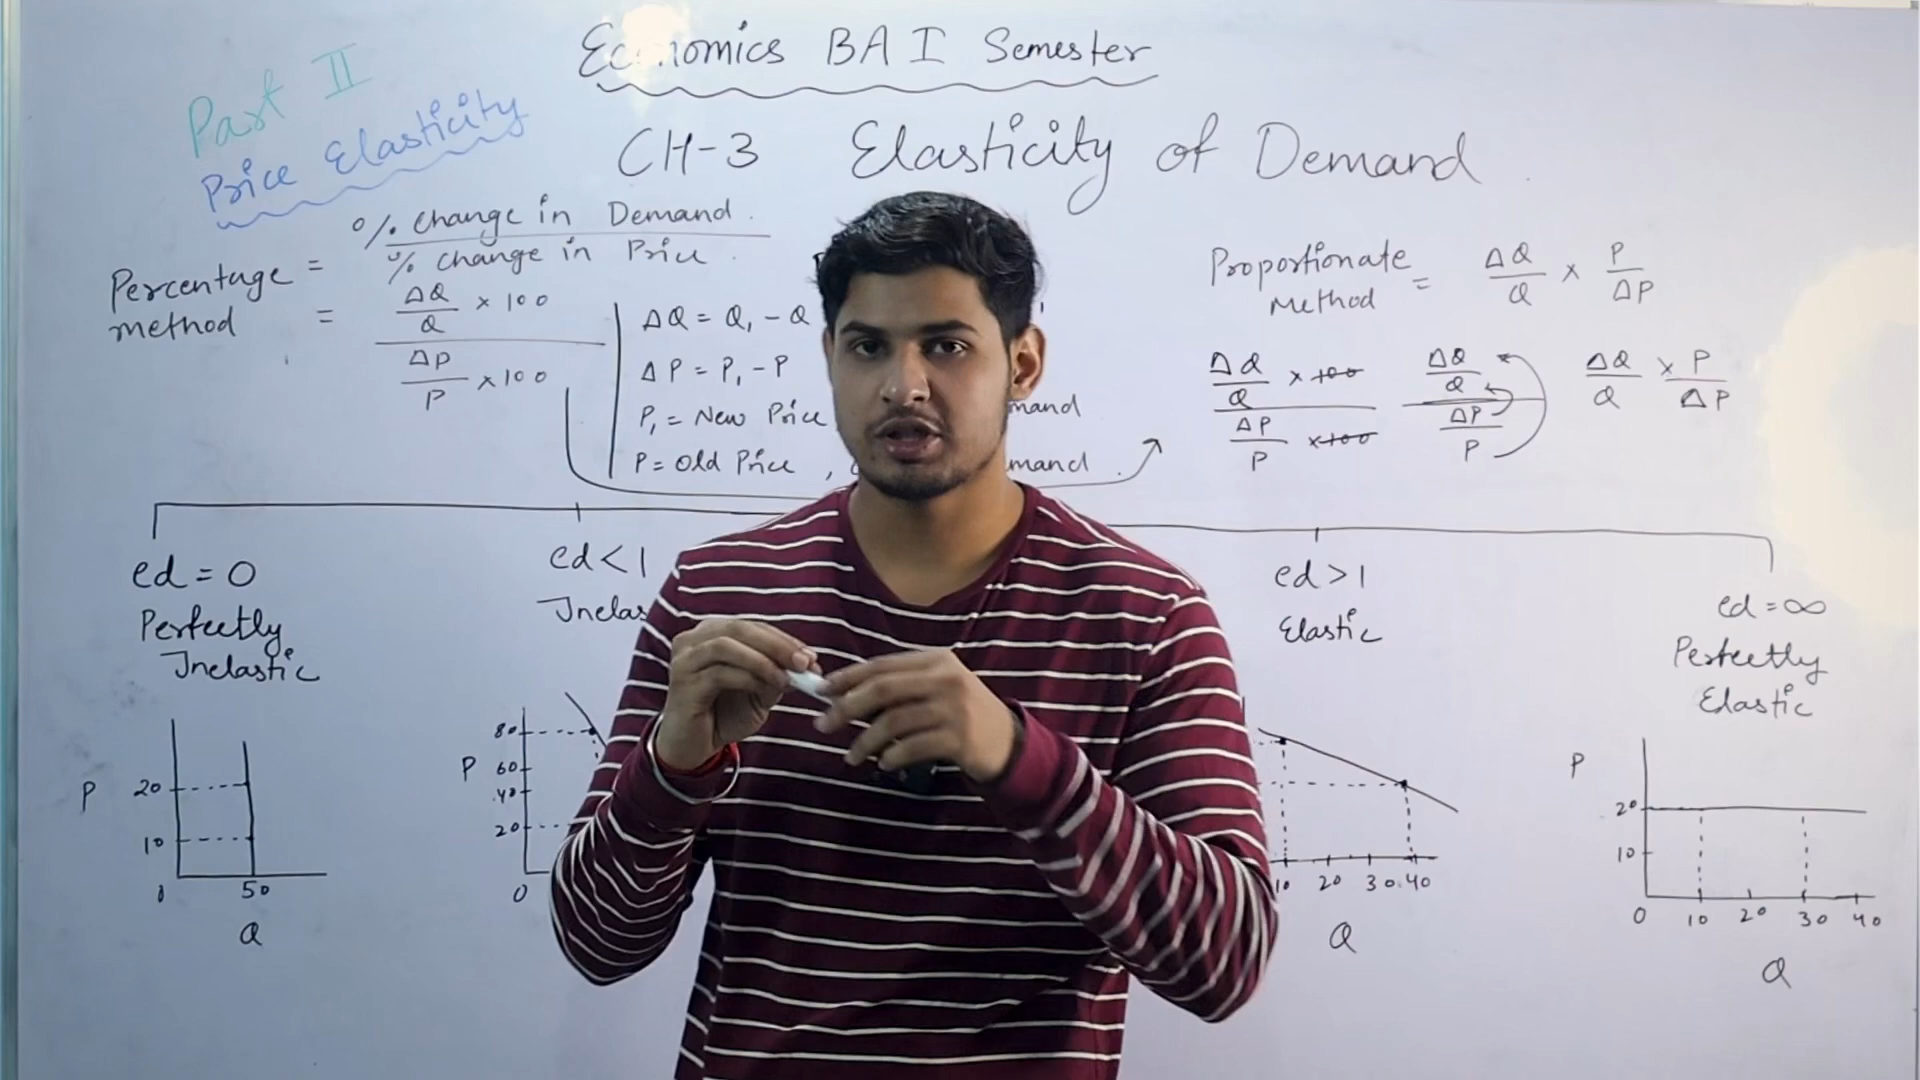 Economics BA I Semester
Part II
Price Elasticity
CH-3 Elasticity of Demand
Percentage method = % change in Demand / % change in Price
= ΔQ/Q × 100 / ΔP/P × 100
ΔQ = Q₁ - Q
ΔP = P₁ - P
P₁ = New Price mand
P = Old Price , mand
Proportionate Method = ΔQ/Q × P/ΔP
ΔQ/Q × 100 / ΔP/P × 100
ΔQ/Q / ΔP/P
ΔQ/Q × P/ΔP
ed = 0
Perfectly
Inelastic
P
20
10
0 50
Q
ed < 1
Inelas
P
80
60
40
20
0
ed > 1
Elastic
10 20 30 40
Q
ed = ∞
Perfectly
Elastic
P
20
10
0 10 20 30 40
Q